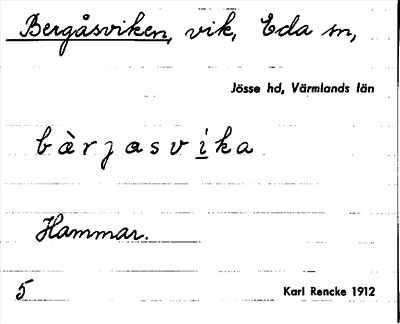 Bergåsviken, vik, Eda sn,
Jösse hd, Värmlands län
bàrjasvika
Hammar.
5
Karl Rencke 1912